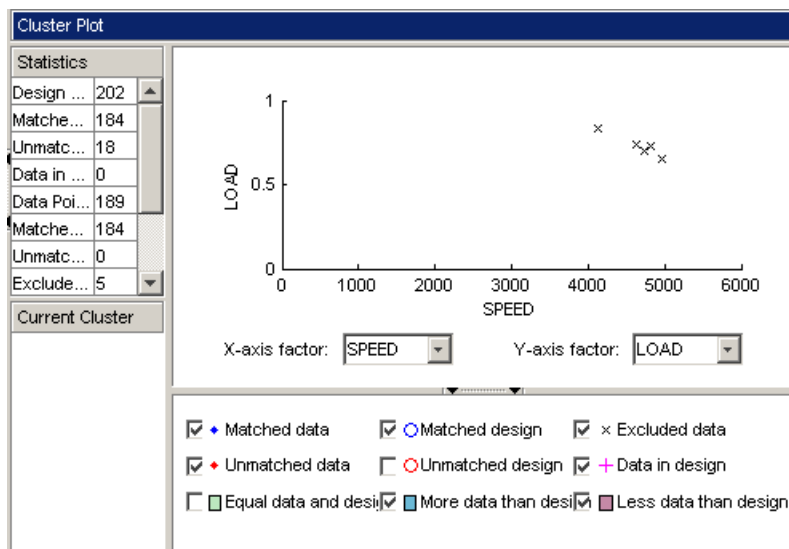 Cluster Plot
Statistics
Design ... 202
Matche... 184
Unmatc... 18
Data in ... 0
Data Poi... 189
Matche... 184
Unmatc... 0
Exclude... 5
Current Cluster
1
0.5
0
LOAD
0 1000 2000 3000 4000 5000 6000
SPEED
X-axis factor: SPEED Y-axis factor: LOAD
Matched data Matched design Excluded data
Unmatched data Unmatched design Data in design
Equal data and desi More data than desi n Less data than design